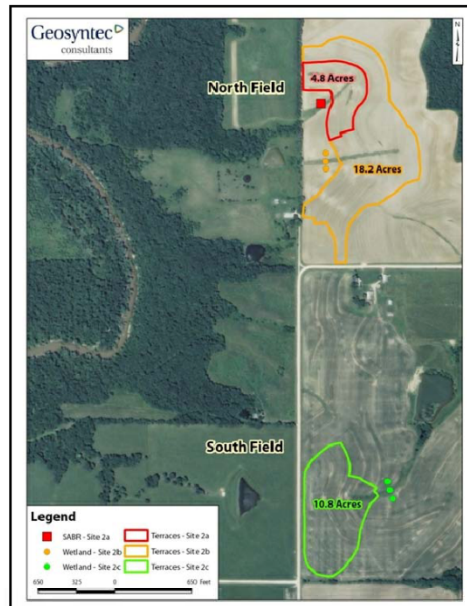 Geosyntec
consultants
N
North Field
4.8 Acres
18.2 Acres
South Field
10.8 Acres
Legend
SABR - Site 2a
Terraces - Site 2a
Wetland - Site 2b
Terraces - Site 2b
Wetland - Site 2c
Terraces - Site 2c
650 325 0 650 Feet